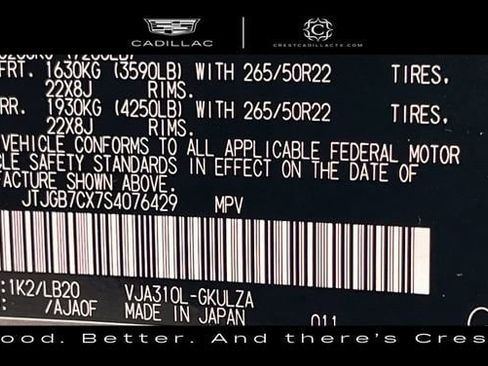 CADILLAC
CRESTCADILLACTX.COM
FRT. 1630KG (3590LB) WITH 265/50R22 TIRES.
22X8J RIMS.
RR. 1930KG (4250LB) WITH 265/50R22 TIRES.
22X8J RIMS.
VEHICLE CONFORMS TO ALL APPLICABLE FEDERAL MOTOR
SAFETY STANDARDS IN EFFECT ON THE DATE OF
SHOWN ABOVE.
JTJGB7CX7S4076429 MPV
:1K2/LB20 VJA310L-GKULZA
/AJA0F MADE IN JAPAN 011
ood. Better. And there's Cres